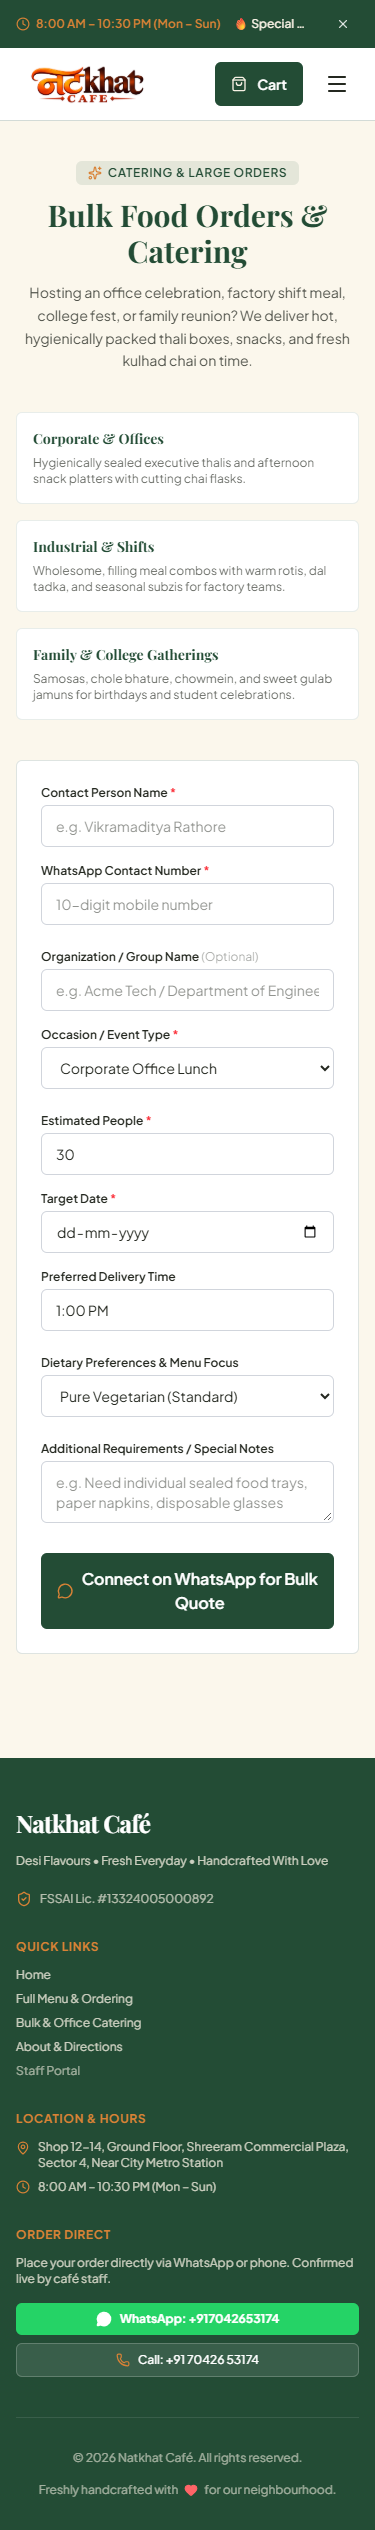 8:00 AM – 10:30 PM (Mon – Sun) 🔥 Special ...
नटkhat
CAFE
Cart
CATERING & LARGE ORDERS
Bulk Food Orders &
Catering
Hosting an office celebration, factory shift meal,
college fest, or family reunion? We deliver hot,
hygienically packed thali boxes, snacks, and fresh
kulhad chai on time.
Corporate & Offices
Hygienically sealed executive thalis and afternoon
snack platters with cutting chai flasks.
Industrial & Shifts
Wholesome, filling meal combos with warm rotis, dal
tadka, and seasonal subzis for factory teams.
Family & College Gatherings
Samosas, chole bhature, chowmein, and sweet gulab
jamuns for birthdays and student celebrations.
Contact Person Name *
e.g. Vikramaditya Rathore
WhatsApp Contact Number *
10-digit mobile number
Organization / Group Name (Optional)
e.g. Acme Tech / Department of Enginee
Occasion / Event Type *
Corporate Office Lunch
Estimated People *
30
Target Date *
dd-mm-yyyy
Preferred Delivery Time
1:00 PM
Dietary Preferences & Menu Focus
Pure Vegetarian (Standard)
Additional Requirements / Special Notes
e.g. Need individual sealed food trays,
paper napkins, disposable glasses
Connect on WhatsApp for Bulk
Quote
Natkhat Café
Desi Flavours • Fresh Everyday • Handcrafted With Love
FSSAI Lic. #13324005000892
QUICK LINKS
Home
Full Menu & Ordering
Bulk & Office Catering
About & Directions
Staff Portal
LOCATION & HOURS
Shop 12-14, Ground Floor, Shreeram Commercial Plaza,
Sector 4, Near City Metro Station
8:00 AM – 10:30 PM (Mon – Sun)
ORDER DIRECT
Place your order directly via WhatsApp or phone. Confirmed
live by café staff.
WhatsApp: +917042653174
Call: +91 70426 53174
© 2026 Natkhat Café. All rights reserved.
Freshly handcrafted with ❤️ for our neighbourhood.